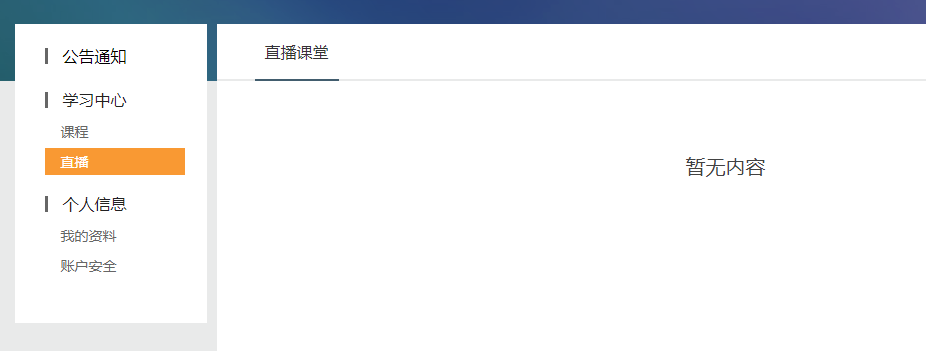 公告通知
学习中心
课程
直播
个人信息
我的资料
账户安全
直播课堂
暂无内容